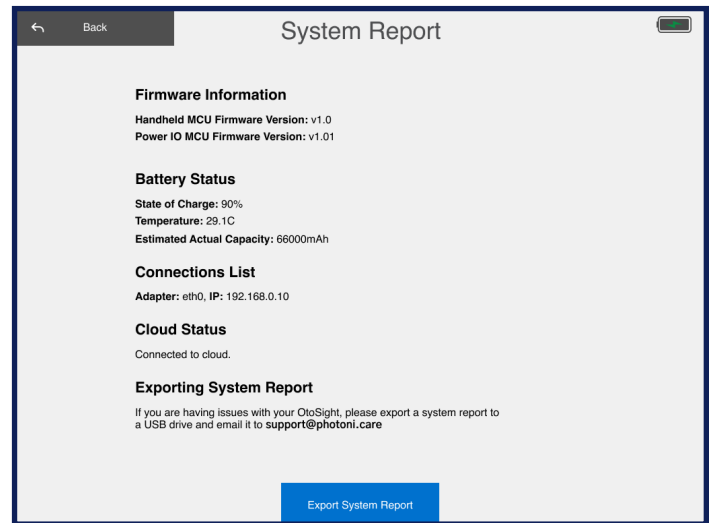 Back
System Report
Firmware Information
Handheld MCU Firmware Version: v1.0
Power IO MCU Firmware Version: v1.01
Battery Status
State of Charge: 90%
Temperature: 29.1C
Estimated Actual Capacity: 66000mAh
Connections List
Adapter: eth0, IP: 192.168.0.10
Cloud Status
Connected to cloud.
Exporting System Report
If you are having issues with your OtoSight, please export a system report to
a USB drive and email it to support@photoni.care
Export System Report